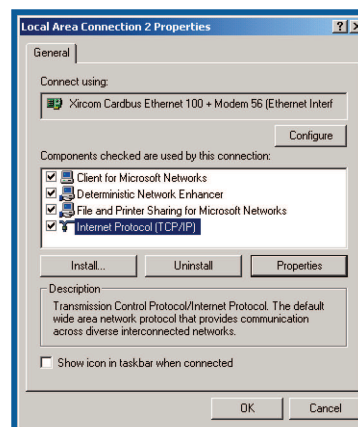 Local Area Connection 2 Properties
General
Connect using:
Xircom Cardbus Ethernet 100 + Modem 56 (Ethernet Interf
Configure
Components checked are used by this connection:
Client for Microsoft Networks
Deterministic Network Enhancer
File and Printer Sharing for Microsoft Networks
Internet Protocol (TCP/IP)
Install... Uninstall Properties
Description
Transmission Control Protocol/Internet Protocol. The default
wide area network protocol that provides communication
across diverse interconnected networks.
Show icon in taskbar when connected
OK Cancel